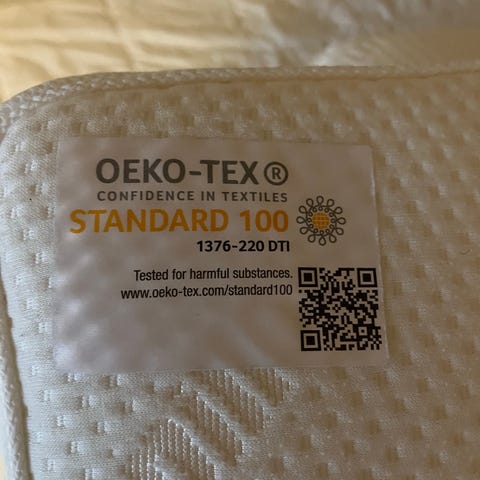 OEKO-TEX®
CONFIDENCE IN TEXTILES
STANDARD 100
1376-220 DTI
Tested for harmful substances.
www.oeko-tex.com/standard100